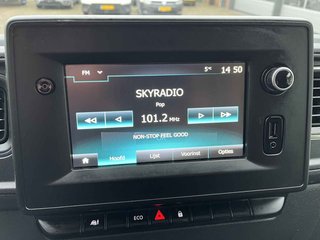 FM 5°C 14 50
SKYRADIO
Pop
101.2 MHz
NON-STOP-FEEL GOOD
Hoofd Lijst Voorinst Opties
ECO